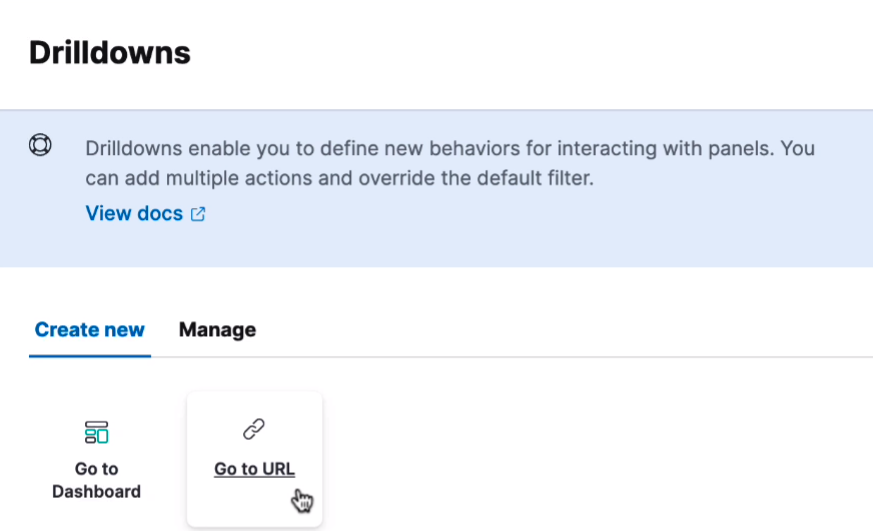 Drilldowns
Drilldowns enable you to define new behaviors for interacting with panels. You
can add multiple actions and override the default filter.
View docs
Create new
Manage
Go to
Dashboard
Go to URL